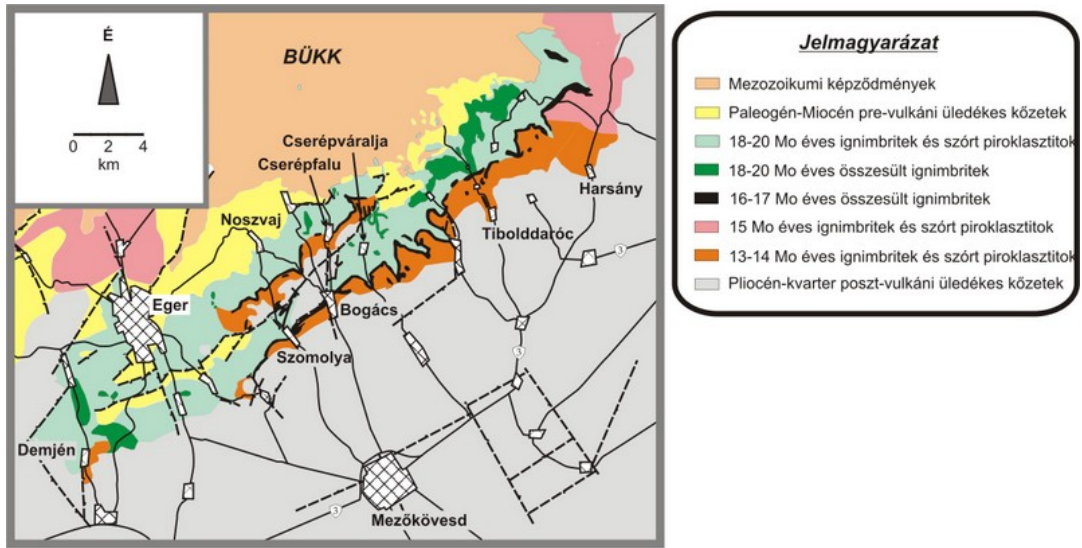 É
0 2 4
km
BÜKK
Cserépváralja
Cserépfalu
Noszvaj
Harsány
Tibolddaróc
3
Eger
Bogács
Szomolya
3
Demjén
3
Mezőkövesd
Jelmagyarázat
Mezozoikumi képződmények
Paleogén-Miocén pre-vulkáni üledékes kőzetek
18-20 Mo éves ignimbritek és szórt piroklasztitok
18-20 Mo éves összesült ignimbritek
16-17 Mo éves összesült ignimbritek
15 Mo éves ignimbritek és szórt piroklasztitok
13-14 Mo éves ignimbritek és szórt piroklasztitok
Pliocén-kvarter poszt-vulkáni üledékes kőzetek